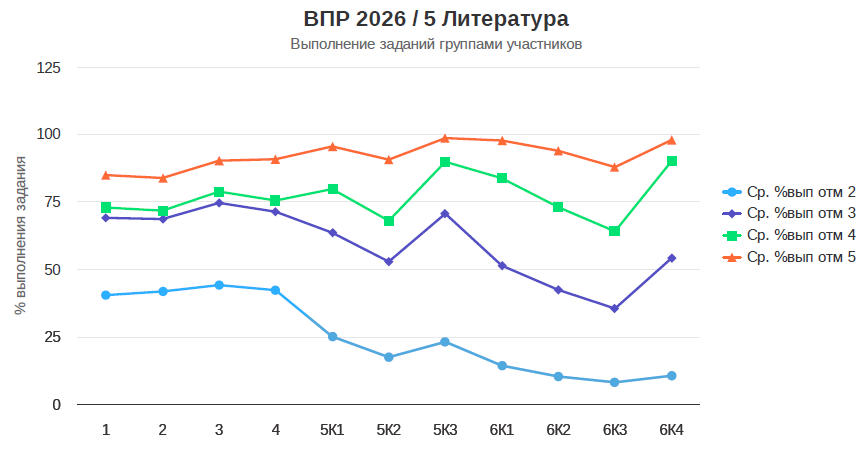 ВПР 2026 / 5 Литература
Выполнение заданий группами участников
% выполнения задания
125
100
75
50
25
0
1 2 3 4 5К1 5К2 5К3 6К1 6К2 6К3 6К4
Ср. %вып отм 2
Ср. %вып отм 3
Ср. %вып отм 4
Ср. %вып отм 5